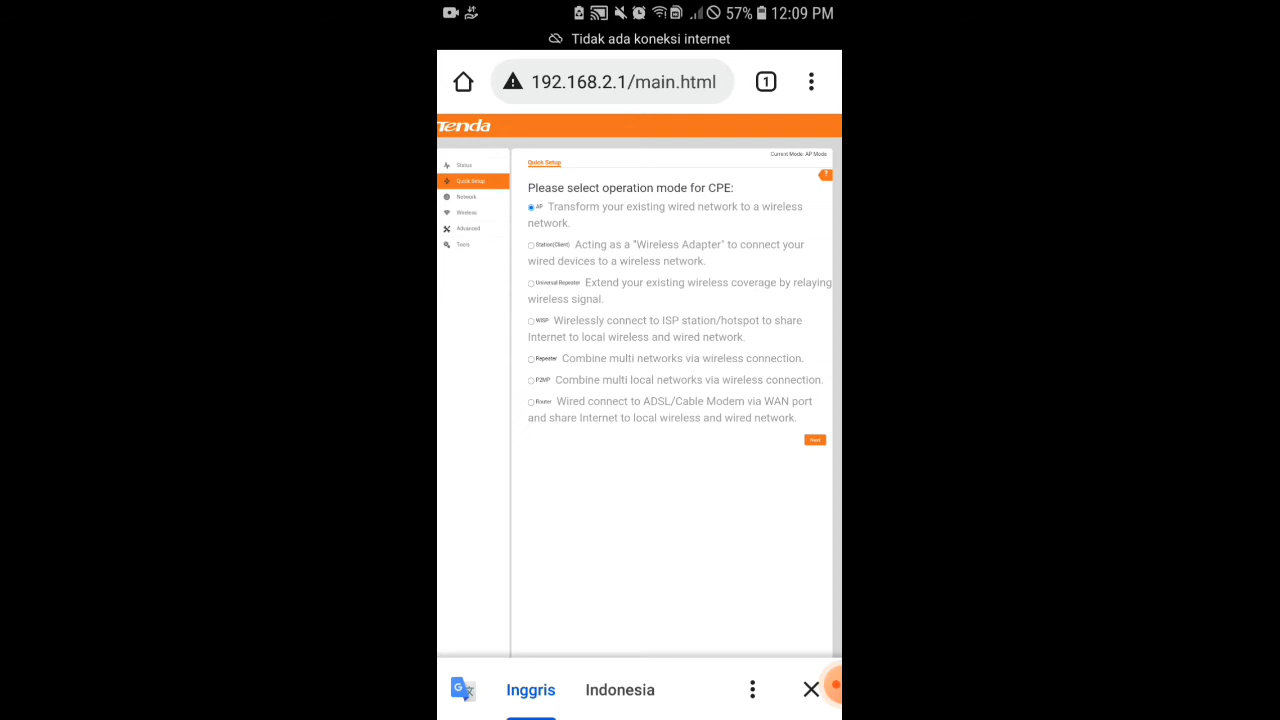 57% 12:09 PM
Tidak ada koneksi internet
192.168.2.1/main.html
1
Tenda
Current Mode: AP Mode
Quick Setup
?
Status
Quick Setup
Network
Wireless
Advanced
Tools
Please select operation mode for CPE:
AP Transform your existing wired network to a wireless
network.
Station(Client) Acting as a "Wireless Adapter" to connect your
wired devices to a wireless network.
Universal Repeater Extend your existing wireless coverage by relaying
wireless signal.
WISP Wirelessly connect to ISP station/hotspot to share
Internet to local wireless and wired network.
Repeater Combine multi networks via wireless connection.
P2MP Combine multi local networks via wireless connection.
Router Wired connect to ADSL/Cable Modem via WAN port
and share Internet to local wireless and wired network.
Next
Inggris Indonesia